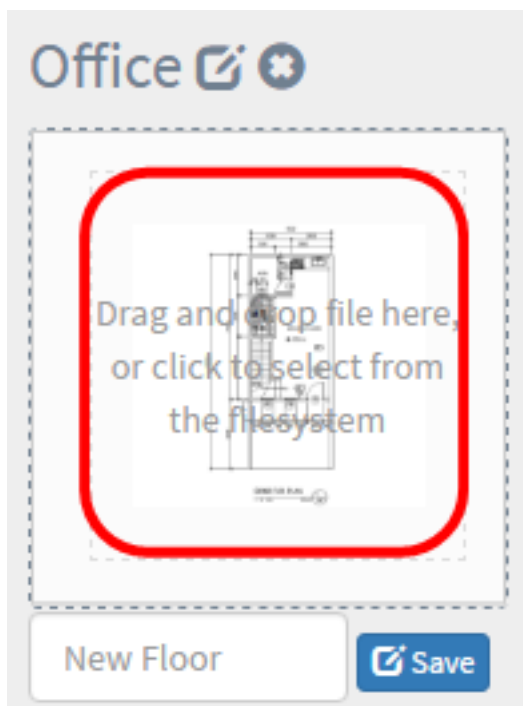 Office
Drag and drop file here,
or click to select from
the filesystem
New Floor
Save